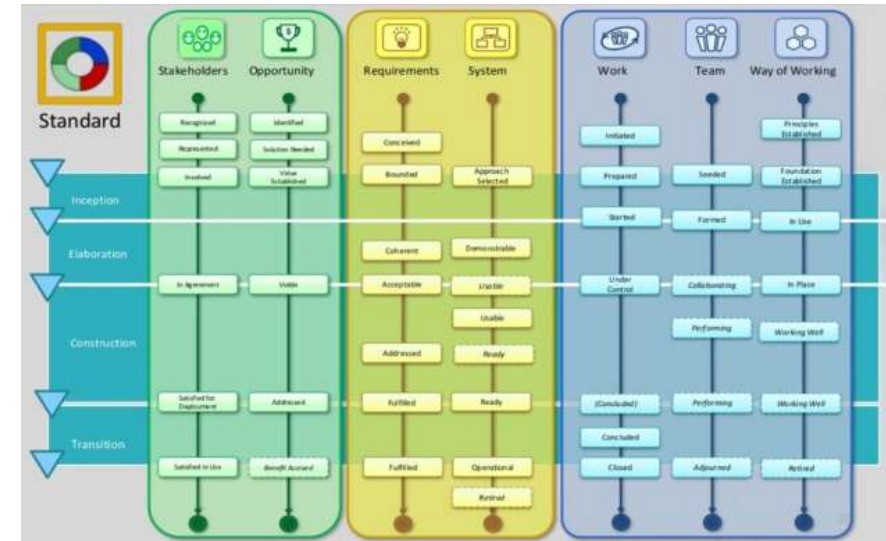 Standard
Stakeholders
Opportunity
Requirements
System
Work
Team
Way of Working
Recognized
Identified
Conceived
Initiated
Principles
Established
Represented
Solution Needed
Involved
Value
Established
Bounded
Approach
Selected
Prepared
Seeded
Foundation
Established
Inception
Started
Formed
In Use
Elaboration
Coherent
Demonstrable
In Agreement
Viable
Acceptable
Usable
Under
Control
Collaborating
In Place
Usable
Performing
Working Well
Construction
Addressed
Ready
Satisfied for
Deployment
Addressed
Fulfilled
Ready
(Concluded)
Performing
Working Well
Transition
Concluded
Satisfied in Use
Benefit Accrued
Fulfilled
Operational
Closed
Adjourned
Retired
Retired